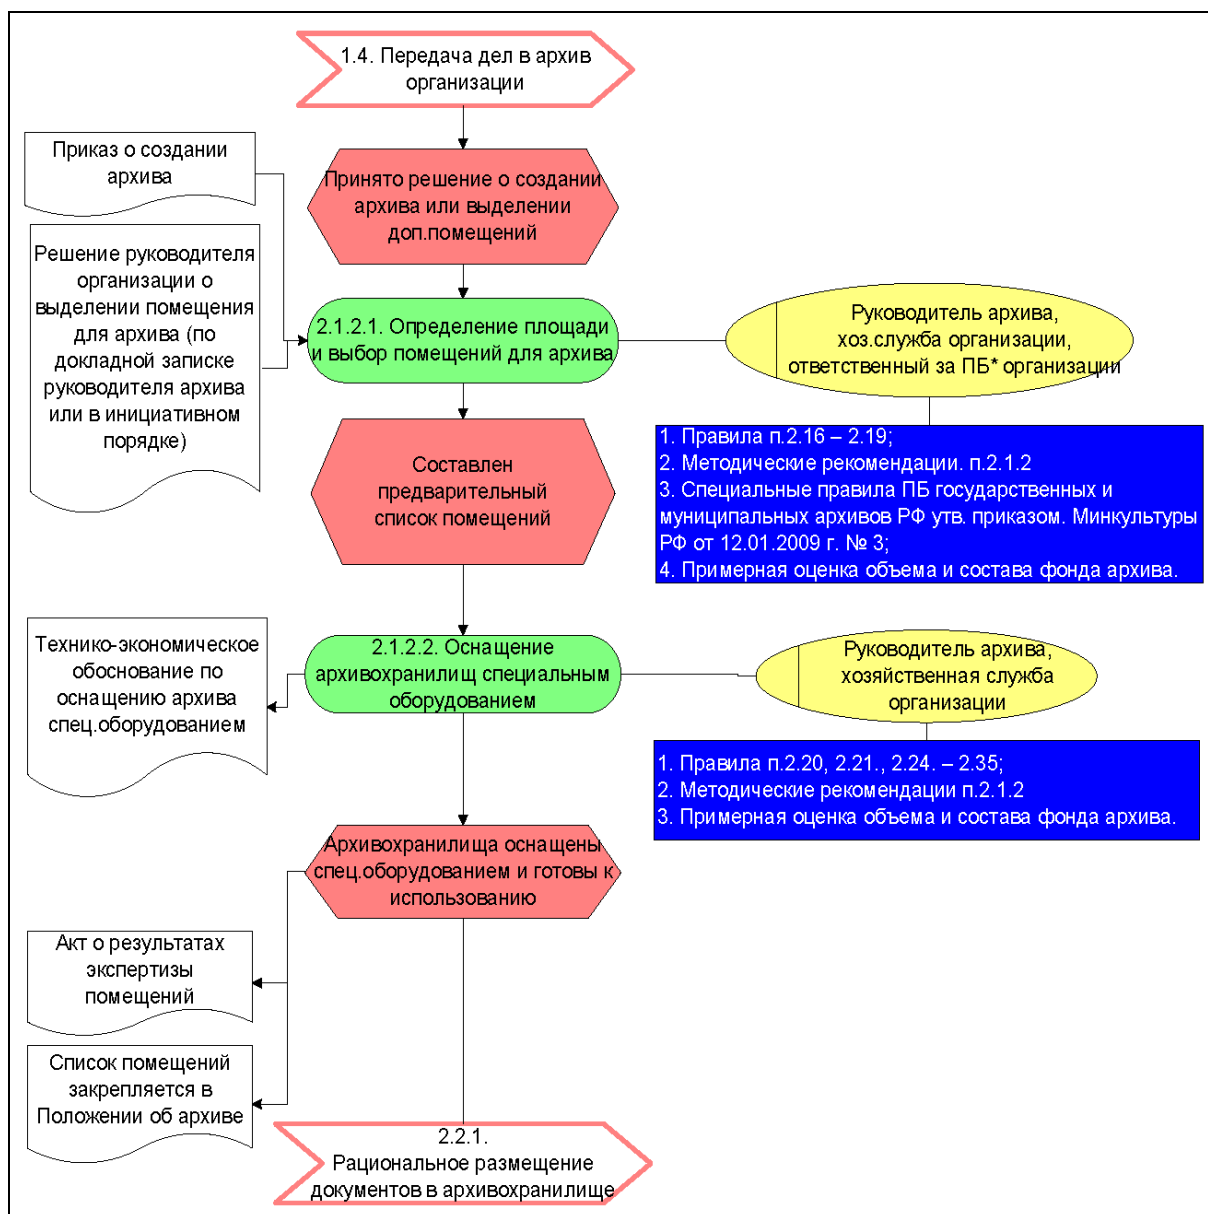 1.4. Передача дел в архив
организации
Приказ о создании
архива
Принято решение о создании
архива или выделении
доп.помещений
Решение руководителя
организации о
выделении помещения
для архива (по
докладной записке
руководителя архива
или в инициативном
порядке)
2.1.2.1. Определение площади
и выбор помещений для архива
Руководитель архива,
хоз.служба организации,
ответственный за ПБ* организации
1. Правила п.2.16 – 2.19;
2. Методические рекомендации. п.2.1.2
3. Специальные правила ПБ государственных и
муниципальных архивов РФ утв. приказом. Минкультуры
РФ от 12.01.2009 г. № 3;
4. Примерная оценка объема и состава фонда архива.
Составлен
предварительный
список помещений
Технико-экономическое
обоснование по
оснащению архива
спец.оборудованием
2.1.2.2. Оснащение
архивохранилищ специальным
оборудованием
Руководитель архива,
хозяйственная служба
организации
1. Правила п.2.20, 2.21., 2.24. – 2.35;
2. Методические рекомендации п.2.1.2
3. Примерная оценка объема и состава фонда архива.
Архивохранилища оснащены
спец.оборудованием и готовы к
использованию
Акт о результатах
экспертизы
помещений
Список помещений
закрепляется в
Положении об архиве
2.2.1.
Рациональное размещение
документов в архивохранилище